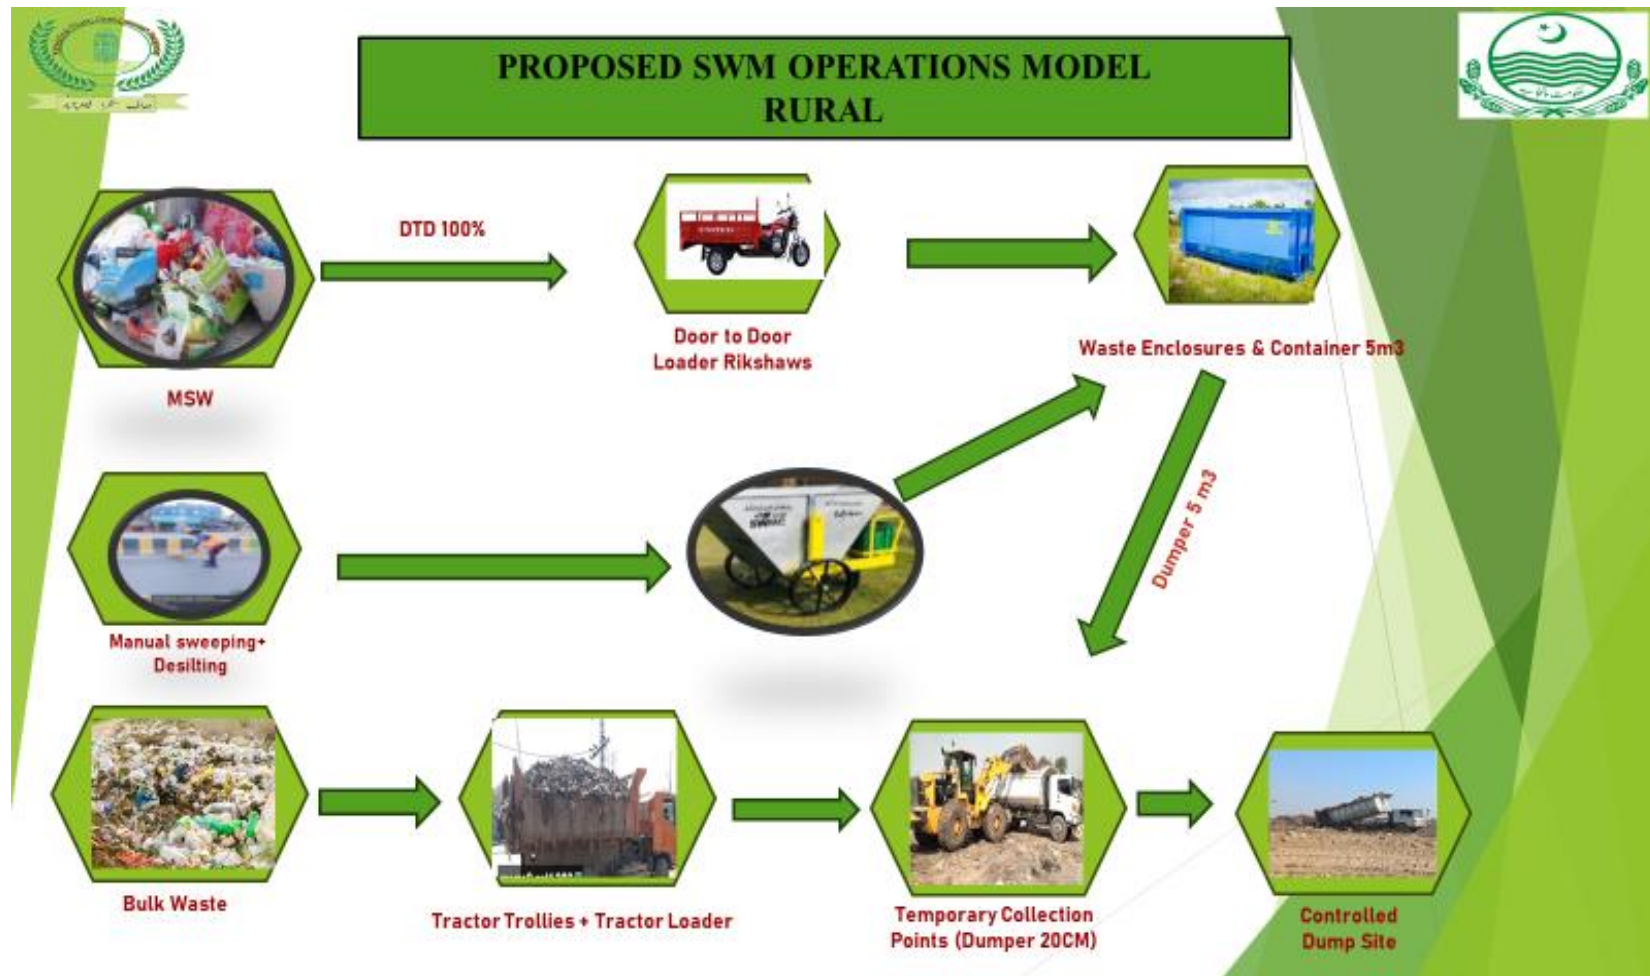 PROPOSED SWM OPERATIONS MODEL
RURAL
DTD 100%
Door to Door
Loader Rikshaws
Waste Enclosures & Container 5m3
MSW
Dumper 5 m3
Manual sweeping+
Desilting
Bulk Waste
Tractor Trollies + Tractor Loader
Temporary Collection
Points (Dumper 20CM)
Controlled
Dump Site